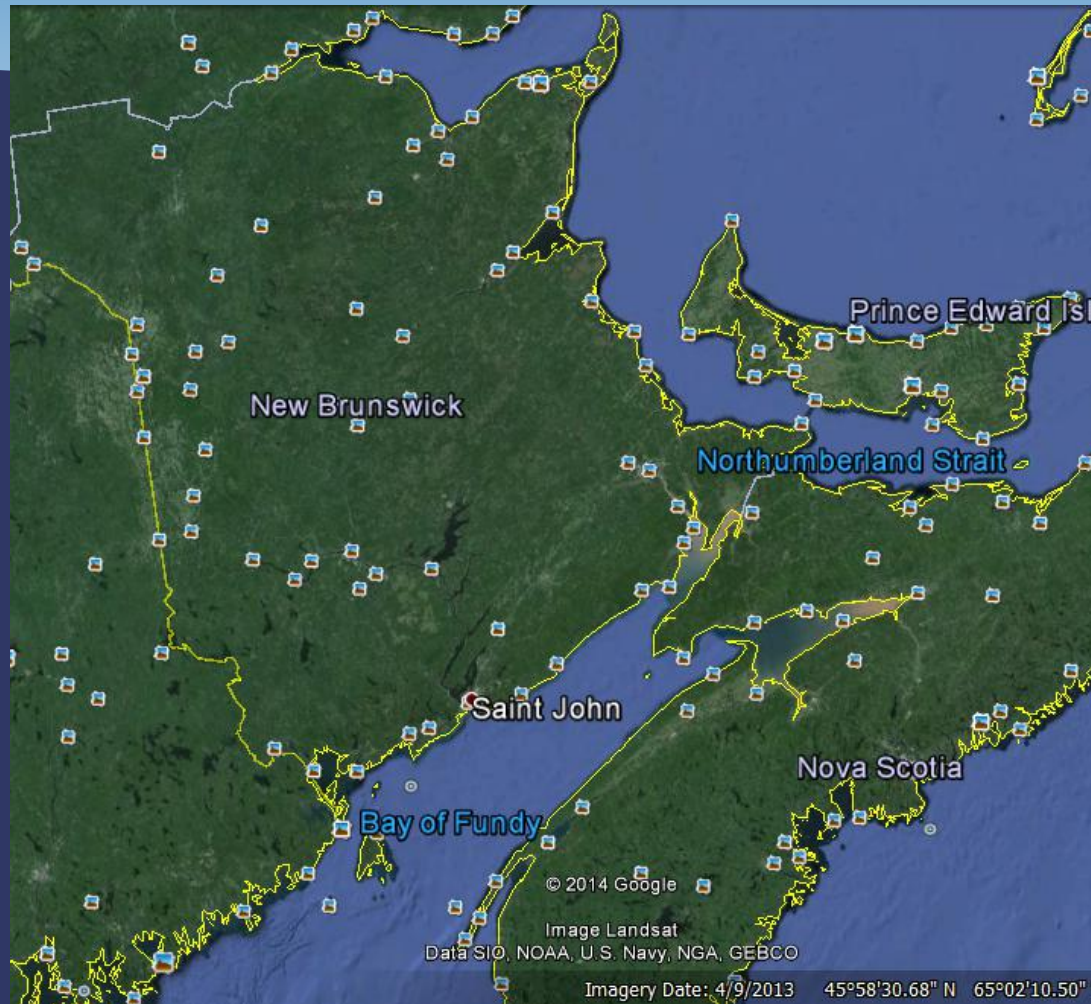 Prince Edward Isl
New Brunswick
Northumberland Strait
Saint John
Nova Scotia
Bay of Fundy
© 2014 Google
Image Landsat
Data SIO, NOAA, U.S. Navy, NGA, GEBCO
Imagery Date: 4/9/2013 45°58'30.68" N 65°02'10.50"